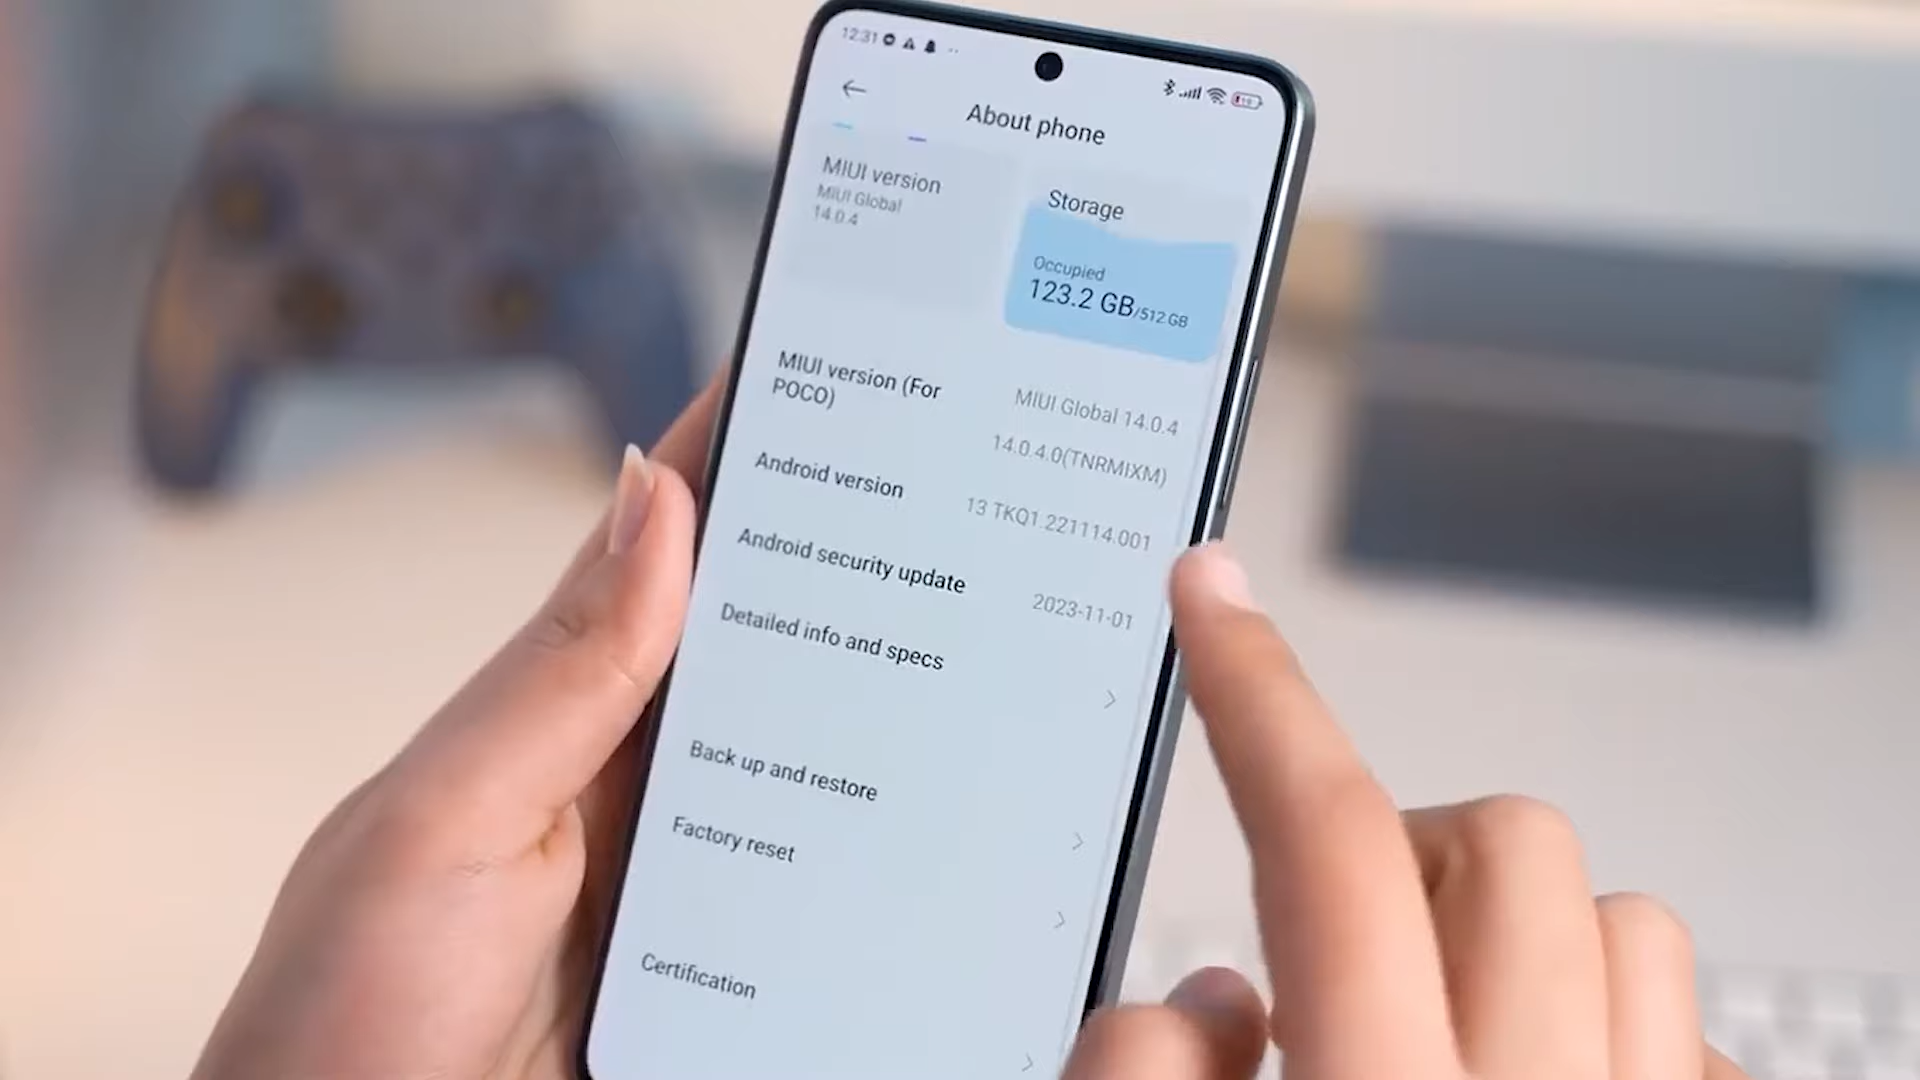 12:31
About phone
MIUI version
MIUI Global
14.0.4
Storage
Occupied
123.2 GB/512 GB
MIUI version (For
POCO)
MIUI Global 14.0.4
14.0.4.0(TNRMIXM)
Android version
13 TKQ1.221114.001
Android security update
2023-11-01
Detailed info and specs
Back up and restore
Factory reset
Certification